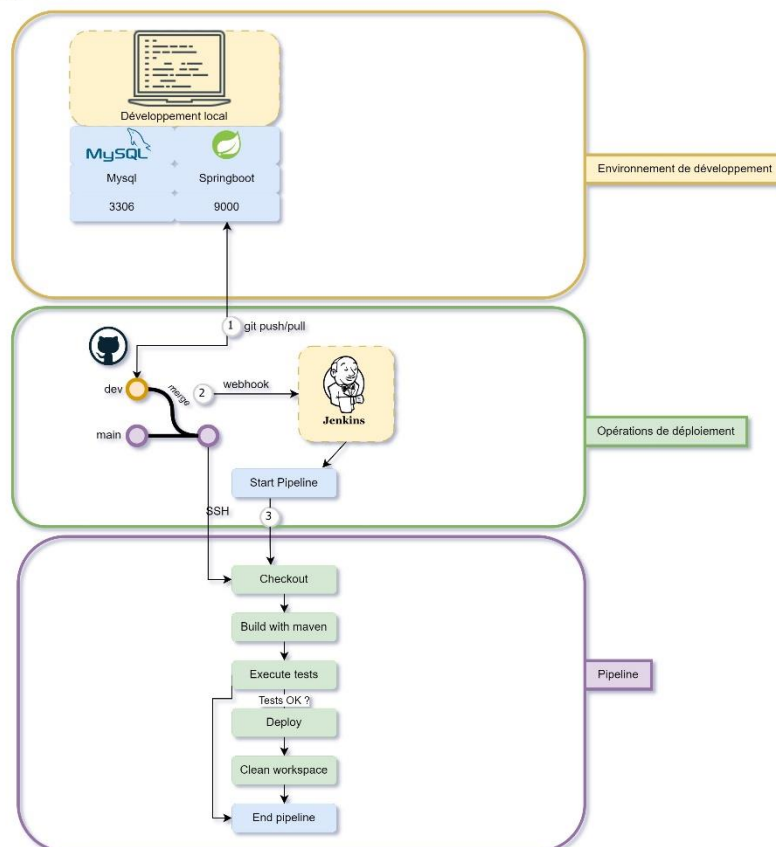 Développement local
MySQL
Mysql
Springboot
3306
9000
Environnement de développement
1
git push/pull
dev
merge
2
webhook
Jenkins
main
Opérations de déploiement
Start Pipeline
SSH
3
Checkout
Build with maven
Execute tests
Pipeline
Tests OK ?
Deploy
Clean workspace
End pipeline